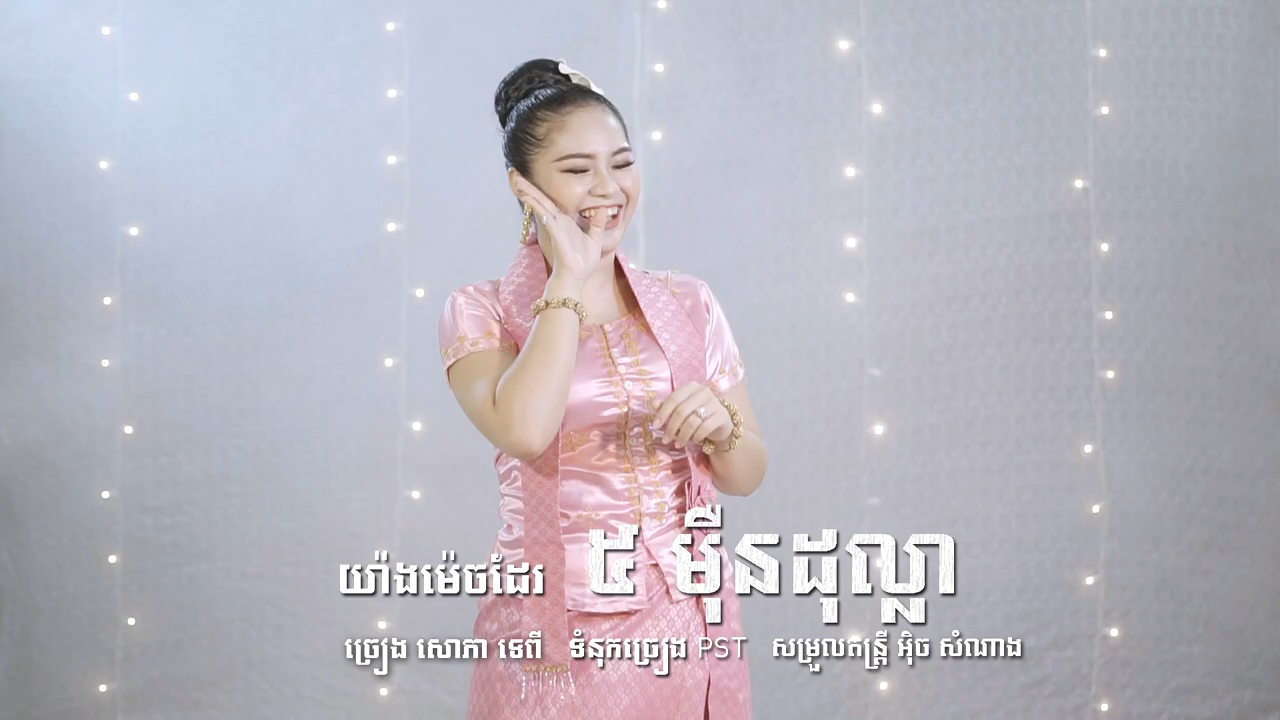 យ៉ាងម៉េចដែរ ៥ ម៉ឺនដុល្លា
ច្រៀង សោភា ទេពី ទំនុកច្រៀង PST សម្រួលតន្ត្រី អ៊ិច សំណាង